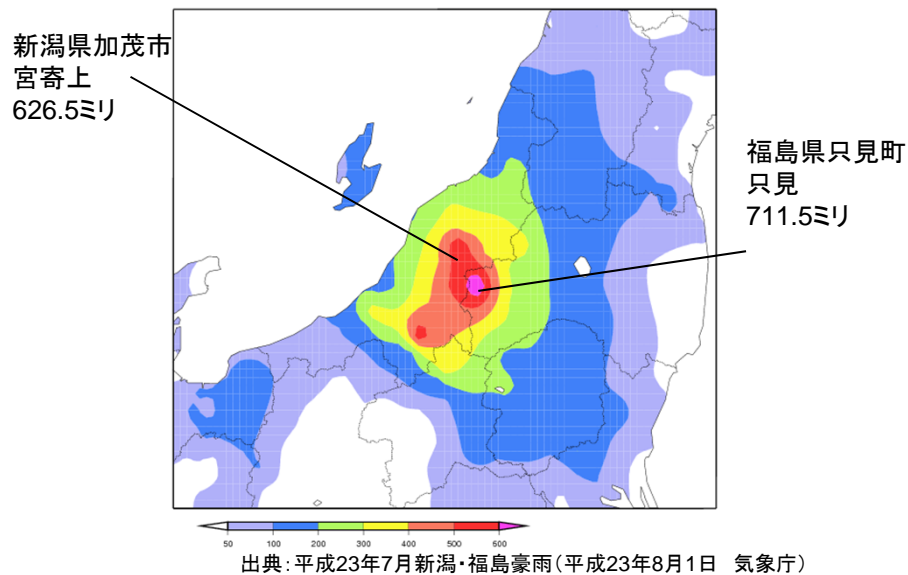 新潟県加茂市
宮寄上
626.5ミリ
福島県只見町
只見
711.5ミリ
50 100 200 300 400 500 600
出典:平成23年7月新潟・福島豪雨(平成23年8月1日 気象庁)